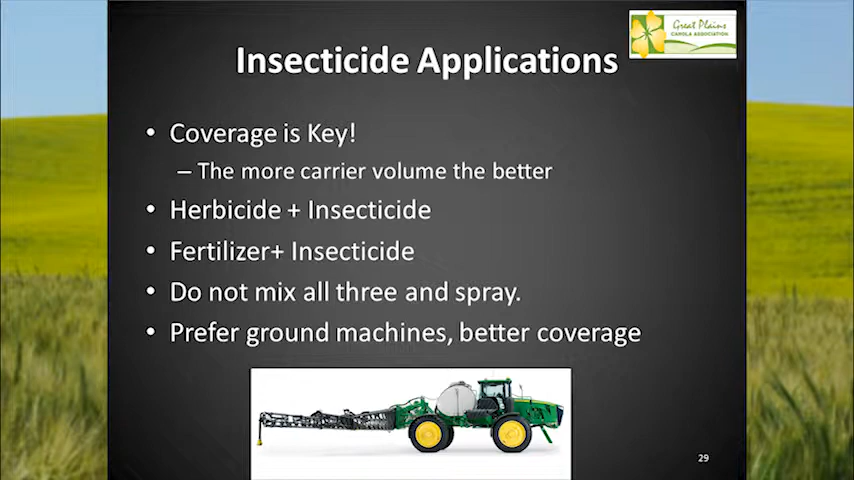 Great Plains
CANOLA ASSOCIATION
Insecticide Applications
• Coverage is Key!
– The more carrier volume the better
• Herbicide + Insecticide
• Fertilizer+ Insecticide
• Do not mix all three and spray.
• Prefer ground machines, better coverage
29